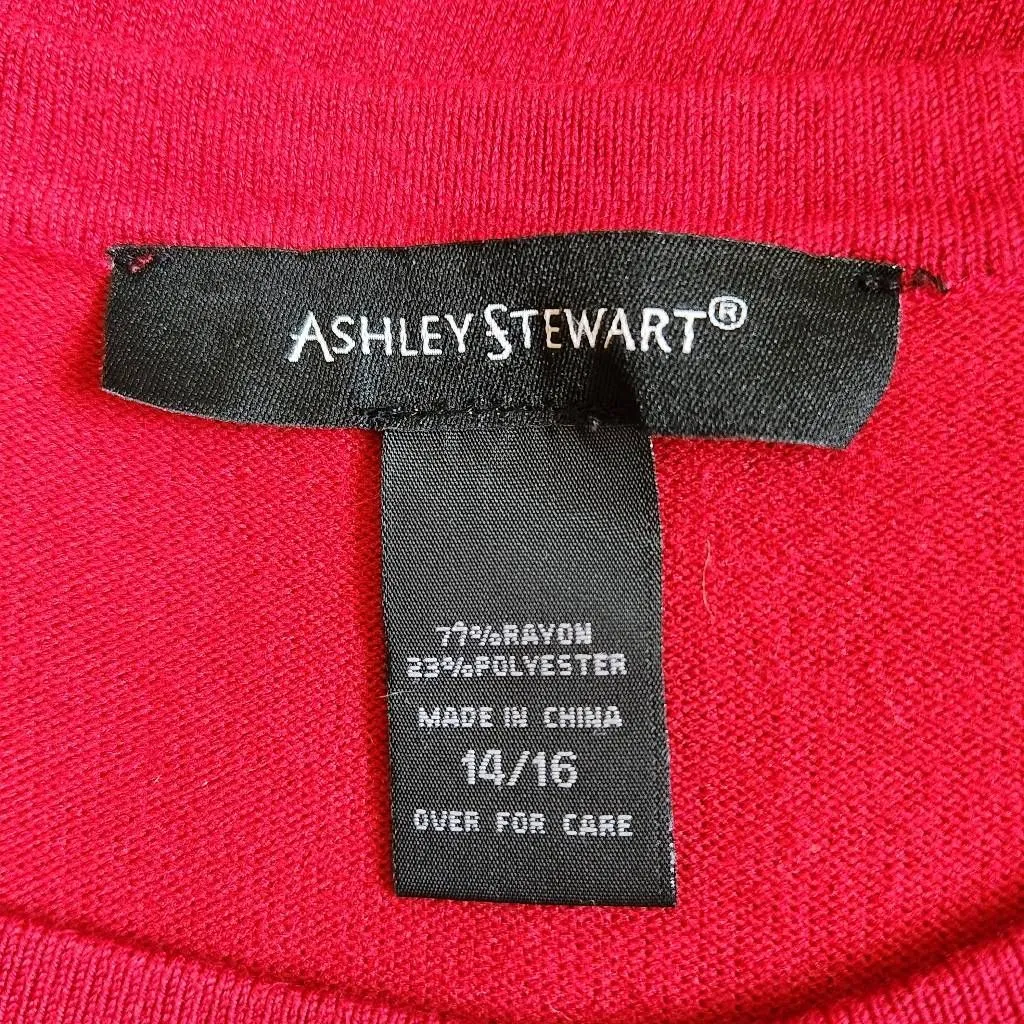 ASHLEY STEWART®
77%RAYON
23%POLYESTER
MADE IN CHINA
14/16
OVER FOR CARE